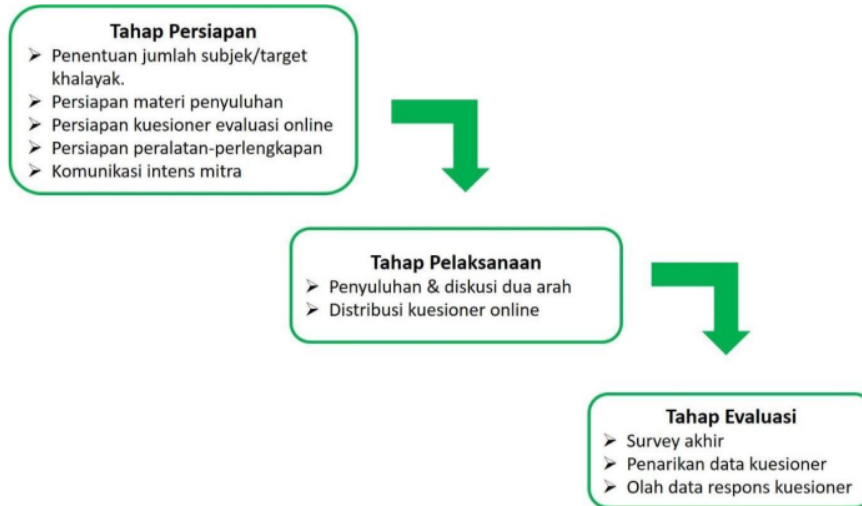 Tahap Persiapan
➢ Penentuan jumlah subjek/target
khalayak.
➢ Persiapan materi penyuluhan
➢ Persiapan kuesioner evaluasi online
➢ Persiapan peralatan-perlengkapan
➢ Komunikasi intens mitra
Tahap Pelaksanaan
➢ Penyuluhan & diskusi dua arah
➢ Distribusi kuesioner online
Tahap Evaluasi
➢ Survey akhir
➢ Penarikan data kuesioner
➢ Olah data respons kuesioner